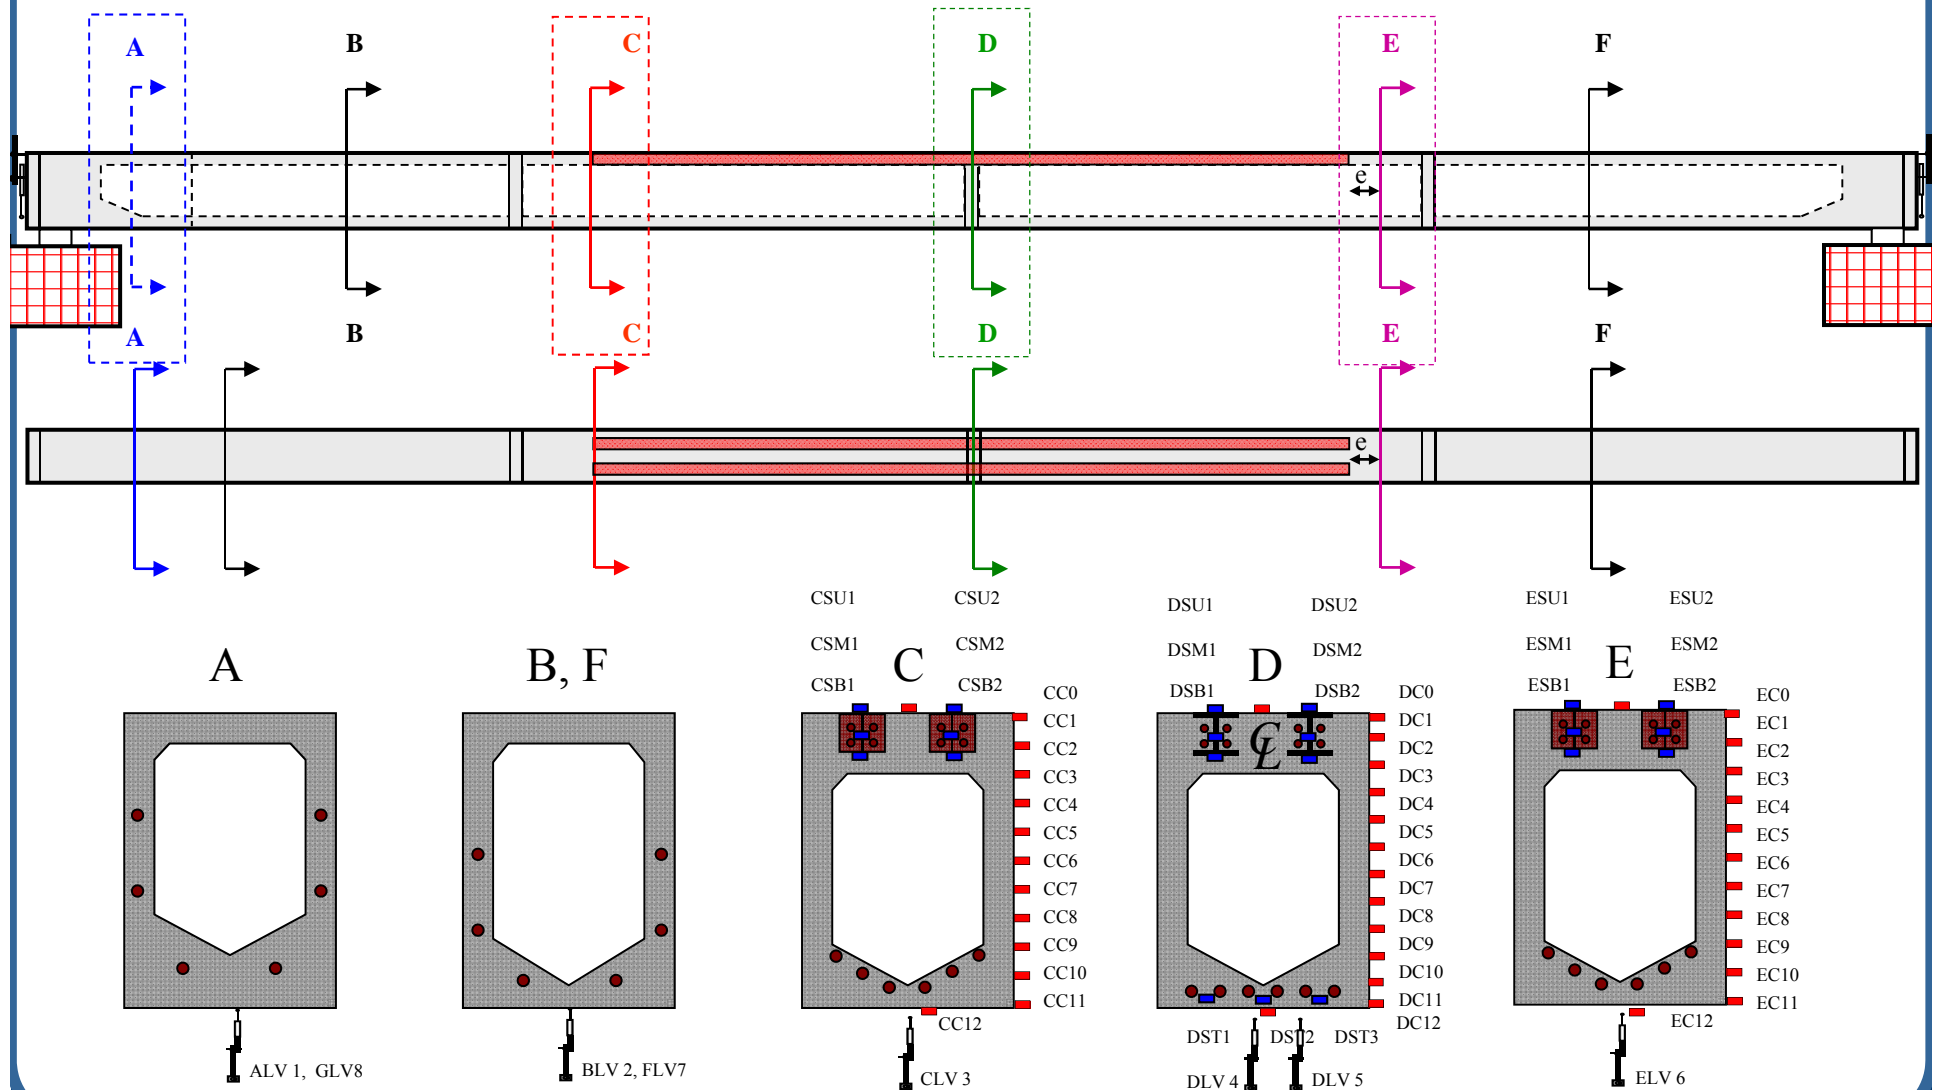 A B C D E F
e
A B C D E F
e
CSU1 CSU2 DSU1 DSU2 ESU1 ESU2
CSM1 CSM2 DSM1 DSM2 ESM1 ESM2
A B, F C D E
CSB1 CSB2 DSB1 DSB2 ESB1 ESB2
CC0 DC0 EC0
CC1 DC1 EC1
CC2 DC2 EC2
CC3 DC3 EC3
CC4 DC4 EC4
CC5 DC5 EC5
CC6 DC6 EC6
CC7 DC7 EC7
CC8 DC8 EC8
CC9 DC9 EC9
CC10 DC10 EC10
CC11 DC11 EC11
CC12 DC12 EC12
CL
DST1 DST2 DST3
ALV 1, GLV8 BLV 2, FLV7 CLV 3 DLV 4 DLV 5 ELV 6